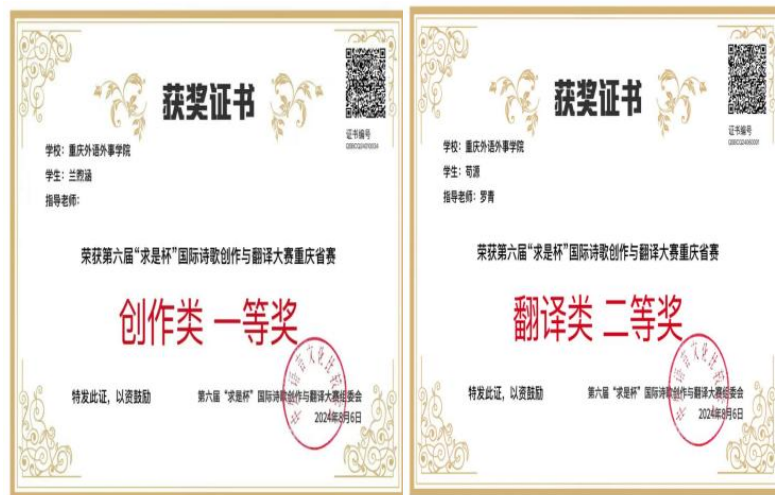 获奖证书
证书编号
学校：重庆外语外事学院
学生：兰煦涵
指导老师：
荣获第六届“求是杯”国际诗歌创作与翻译大赛重庆省赛
创作类 一等奖
特发此证，以资鼓励
第六届“求是杯”国际诗歌创作与翻译大赛组委会
2024年8月6日
获奖证书
证书编号
学校：重庆外语外事学院
学生：苟源
指导老师：罗青
荣获第六届“求是杯”国际诗歌创作与翻译大赛重庆省赛
翻译类 二等奖
特发此证，以资鼓励
第六届“求是杯”国际诗歌创作与翻译大赛组委会
2024年8月6日